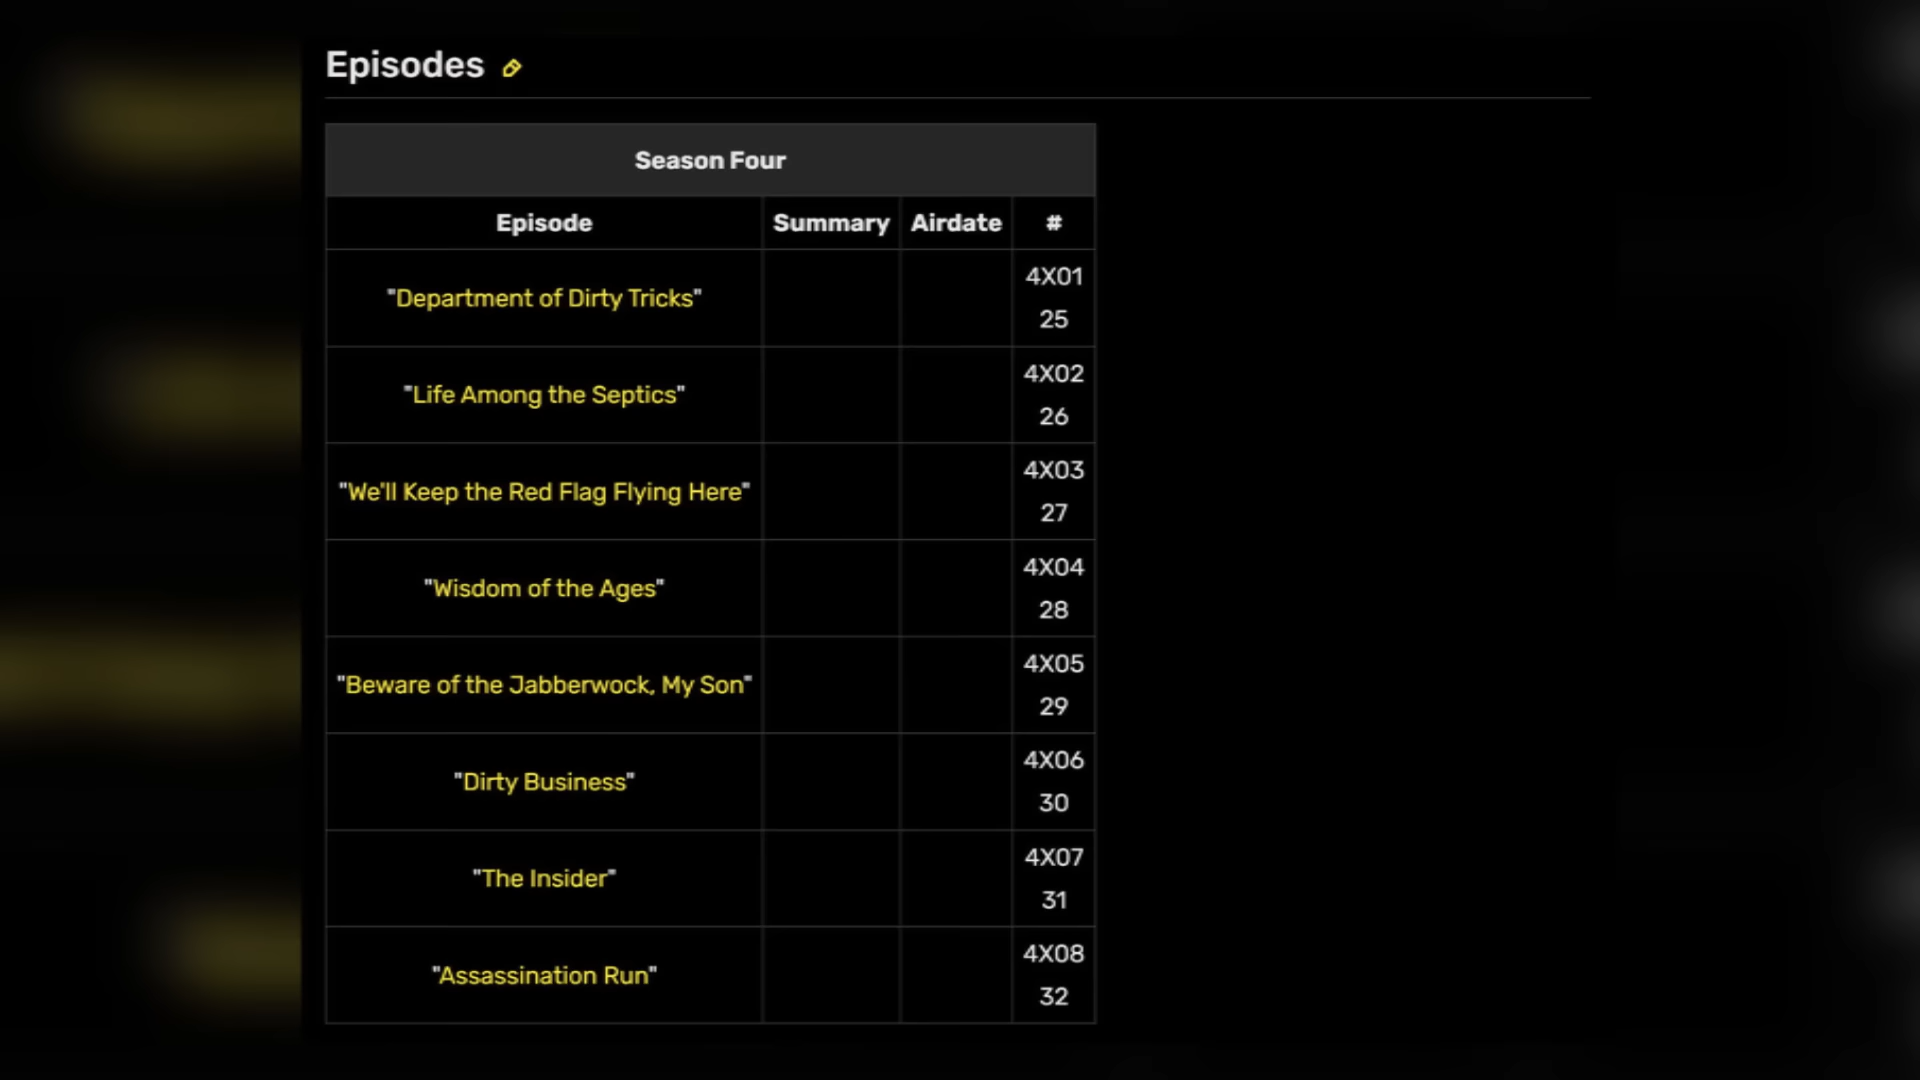 Episodes
Season Four
Episode Summary Airdate #
"Department of Dirty Tricks" 4X01
25
"Life Among the Septics" 4X02
26
"We'll Keep the Red Flag Flying Here" 4X03
27
"Wisdom of the Ages" 4X04
28
"Beware of the Jabberwock, My Son" 4X05
29
"Dirty Business" 4X06
30
"The Insider" 4X07
31
"Assassination Run" 4X08
32